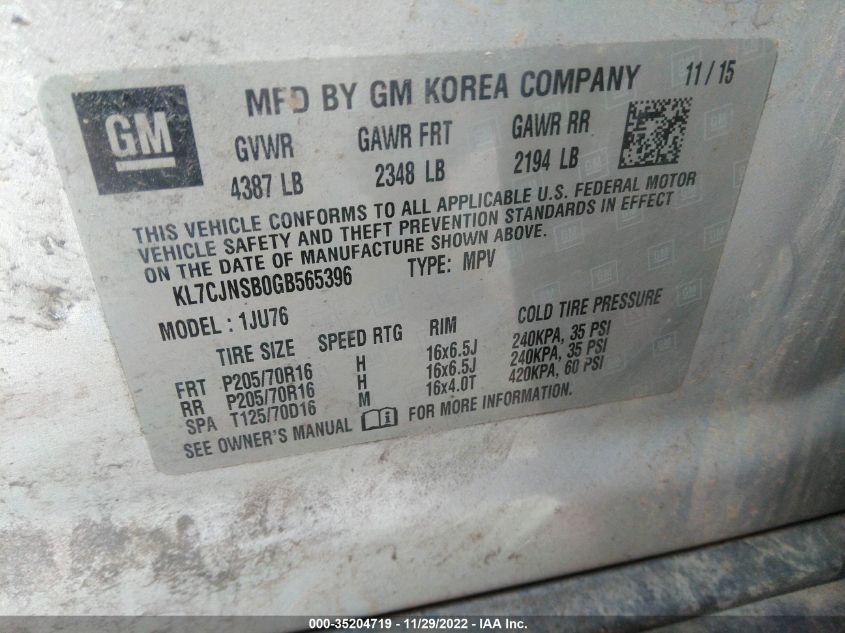 GM
MFD BY GM KOREA COMPANY 11/15
GVWR GAWR FRT GAWR RR
4387 LB 2348 LB 2194 LB
THIS VEHICLE CONFORMS TO ALL APPLICABLE U.S. FEDERAL MOTOR
VEHICLE SAFETY AND THEFT PREVENTION STANDARDS IN EFFECT
ON THE DATE OF MANUFACTURE SHOWN ABOVE.
KL7CJNSB0GB565396 TYPE: MPV
MODEL : 1JU76
TIRE SIZE SPEED RTG RIM COLD TIRE PRESSURE
FRT P205/70R16 H 16x6.5J 240KPA, 35 PSI
RR P205/70R16 H 16x6.5J 240KPA, 35 PSI
SPA T125/70D16 M 16x4.0T 420KPA, 60 PSI
SEE OWNER'S MANUAL FOR MORE INFORMATION.
000-35204719 - 11/29/2022 - IAA Inc.